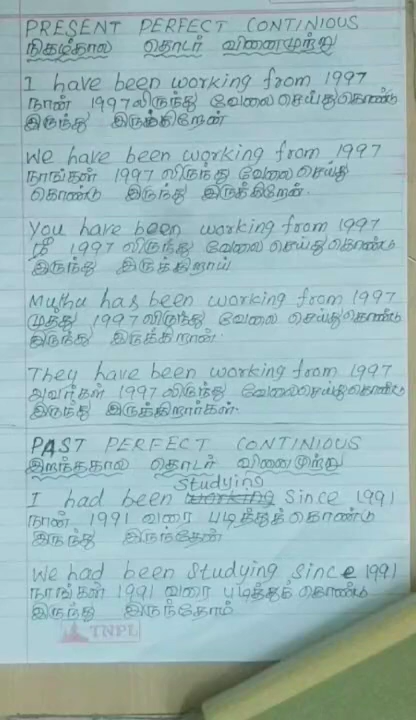 PRESENT PERFECT CONTINIOUS
நிகழ்கால தொடர் வினைமுற்று
I have been working from 1997
நான் 1997 லிருந்து வேலை செய்துகொண்டு
இருந்து இருக்கிறேன்
We have been working from 1997
நாங்கள் 1997 லிருந்து வேலை செய்து
கொண்டு இருந்து இருக்கிறேன்.
You have been working from 1997
நீ 1997 லிருந்து வேலை செய்துகொண்டு
இருந்து இருக்கிறாய்
Muthu has been working from 1997
முத்து 1997 லிருந்து வேலை செய்துகொண்டு
இருந்து இருக்கிறான்.
They have been working from 1997
அவர்கள் 1997 லிருந்து வேலைசெய்துகொண்டு
இருந்து இருக்கிறார்கள்.
PAST PERFECT CONTINIOUS
இறந்தகால தொடர் வினைமுற்று
studying
I had been working since 1991
நான் 1991 வரை படித்துக்கொண்டு
இருந்து இருந்தேன்
We had been studying since 1991
நாங்கள் 1991 வரை படித்துக் கொண்டு
இருந்து இருந்தோம்
TNPL